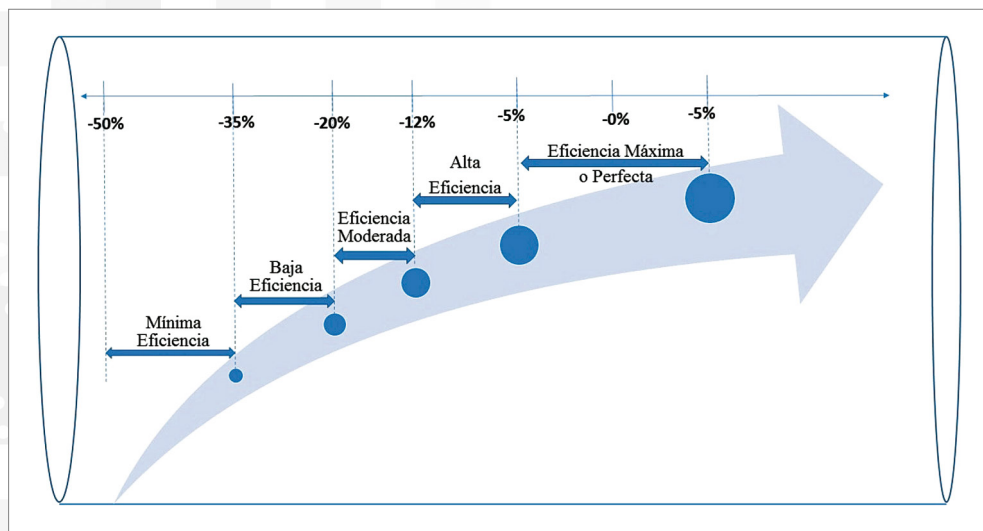 -50%
-35%
-20%
-12%
-5%
-0%
-5%
Alta
Eficiencia
Eficiencia Máxima
o Perfecta
Eficiencia
Moderada
Baja
Eficiencia
Mínima
Eficiencia